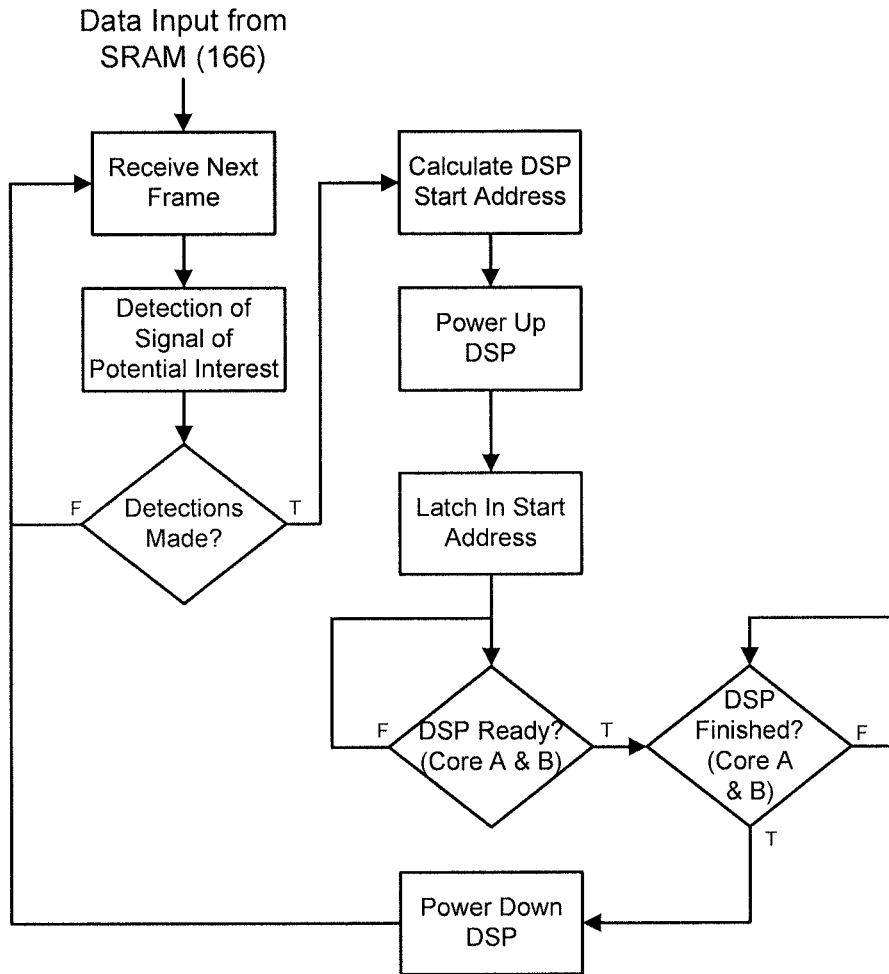 Data Input from
SRAM (166)
Receive Next
Frame
Detection of
Signal of
Potential Interest
F
Detections
Made?
T
Calculate DSP
Start Address
Power Up
DSP
Latch In Start
Address
F
DSP Ready?
(Core A & B)
T
DSP
Finished?
(Core A
& B)
F
T
Power Down
DSP